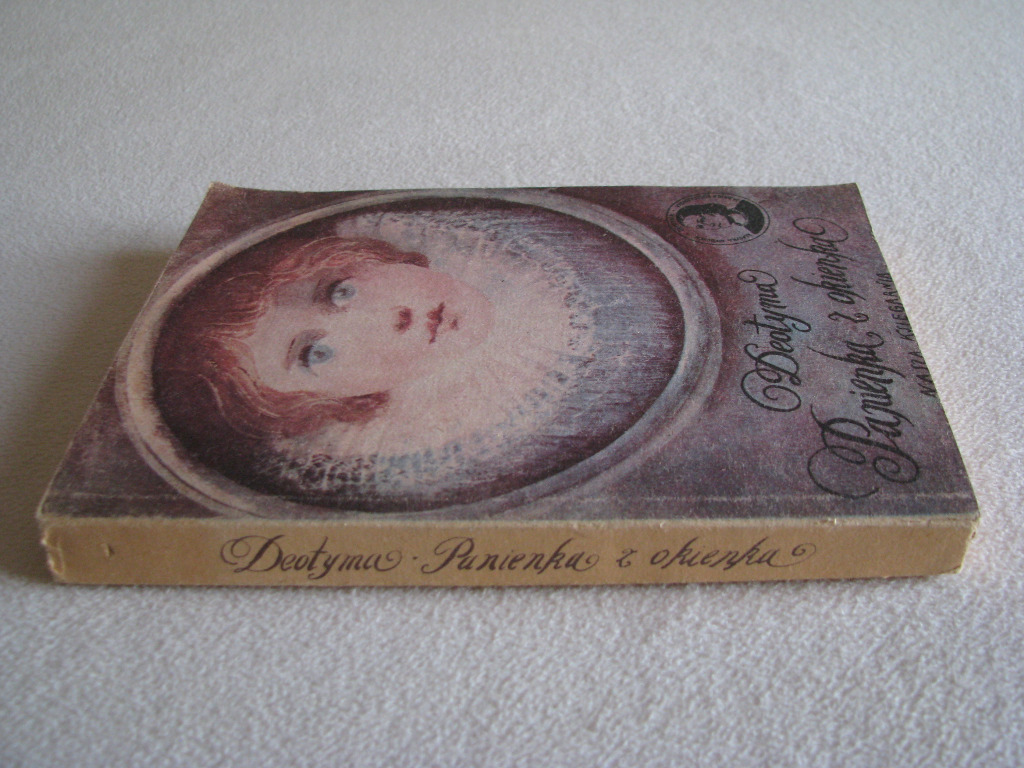 Deotyma
Panienka z okienka
Deotyma · Panienka z okienka